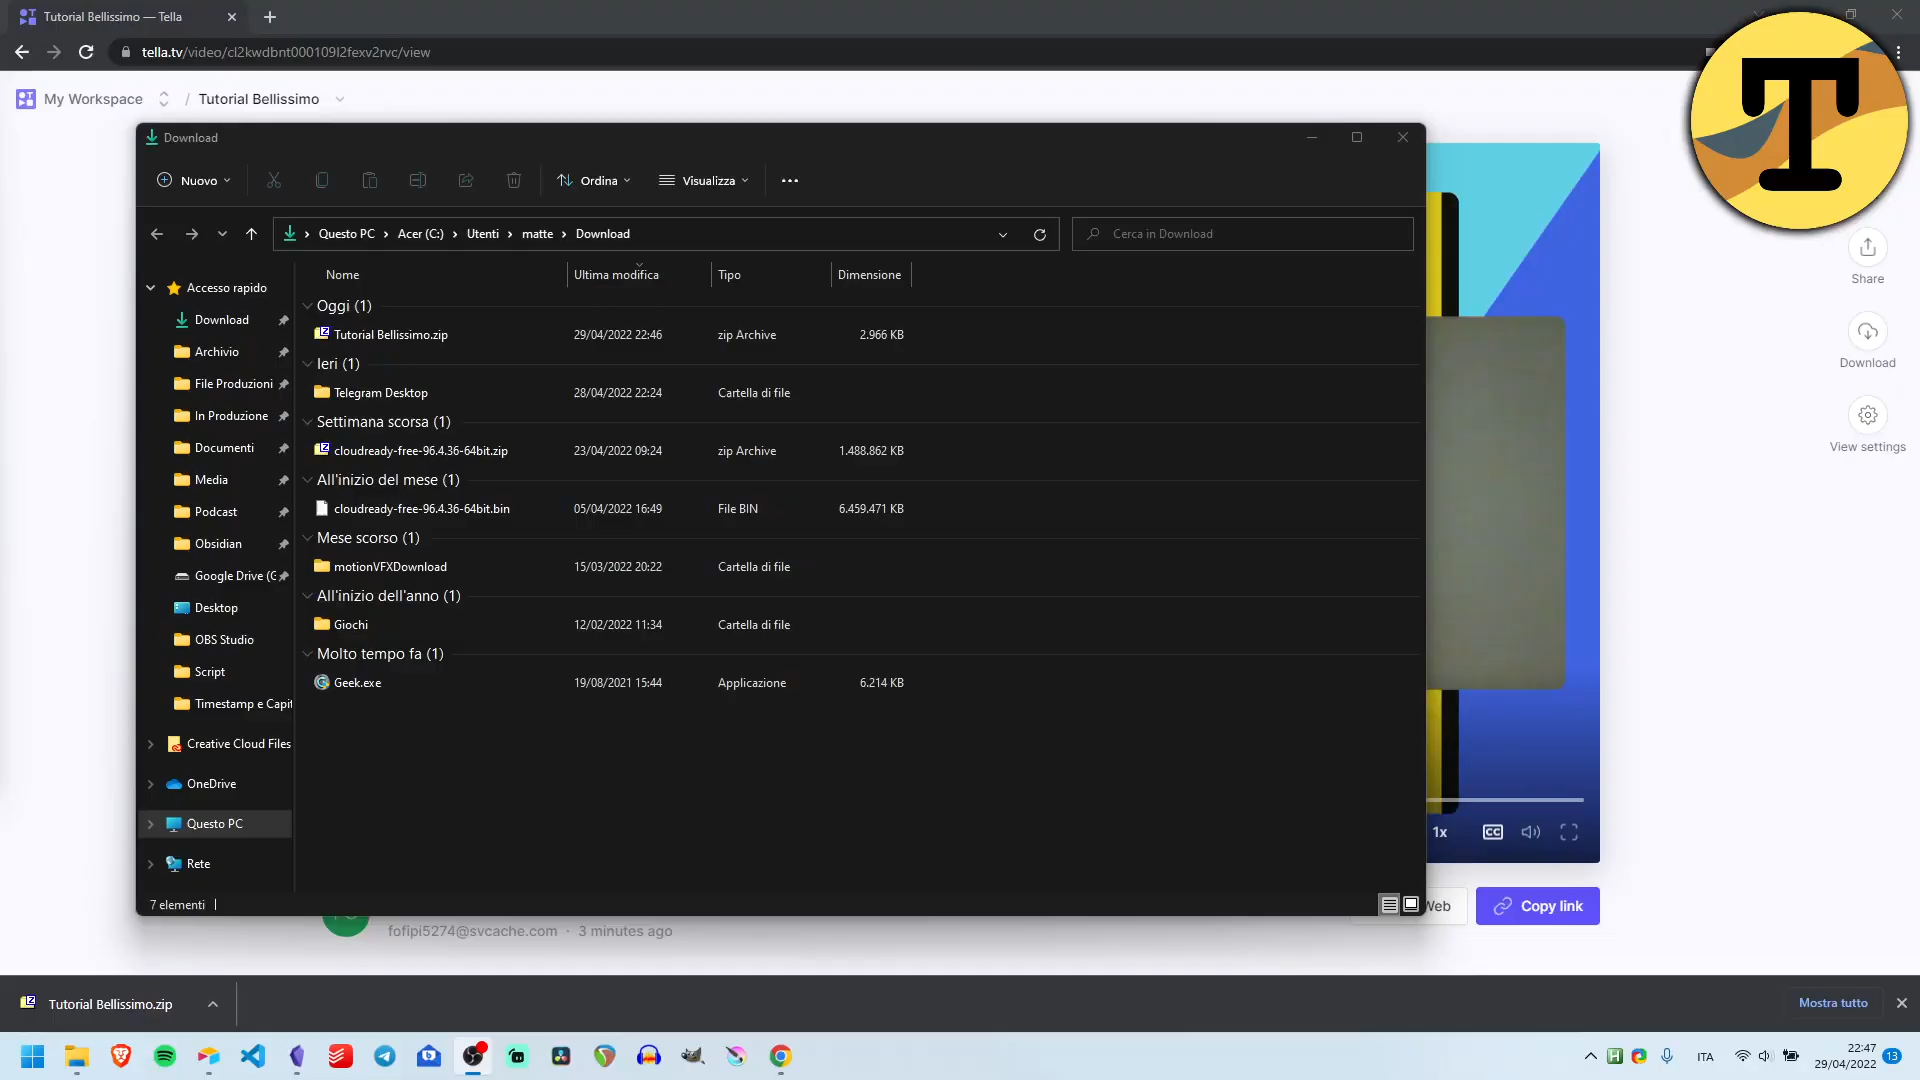 Tutorial Bellissimo — Tella
tella.tv/video/cl2kwdbnt000109l2fexv2rvc/view
My Workspace / Tutorial Bellissimo
T
Download
Nuovo
Ordina
Visualizza
Questo PC > Acer (C:) > Utenti > matte > Download
Cerca in Download
Nome Ultima modifica Tipo Dimensione
Accesso rapido
Download
Archivio
File Produzioni
In Produzione
Documenti
Media
Podcast
Obsidian
Google Drive (G
Desktop
OBS Studio
Script
Timestamp e Capit
Creative Cloud Files
OneDrive
Questo PC
Rete
Oggi (1)
Tutorial Bellissimo.zip 29/04/2022 22:46 zip Archive 2.966 KB
Ieri (1)
Telegram Desktop 28/04/2022 22:24 Cartella di file
Settimana scorsa (1)
cloudready-free-96.4.36-64bit.zip 23/04/2022 09:24 zip Archive 1.488.862 KB
All'inizio del mese (1)
cloudready-free-96.4.36-64bit.bin 05/04/2022 16:49 File BIN 6.459.471 KB
Mese scorso (1)
motionVFXDownload 15/03/2022 20:22 Cartella di file
All'inizio dell'anno (1)
Giochi 12/02/2022 11:34 Cartella di file
Molto tempo fa (1)
Geek.exe 19/08/2021 15:44 Applicazione 6.214 KB
7 elementi
Share
Download
View settings
1x CC
Web
Copy link
fofipi5274@svcache.com · 3 minutes ago
Tutorial Bellissimo.zip
Mostra tutto
ITA
22:47
29/04/2022
13